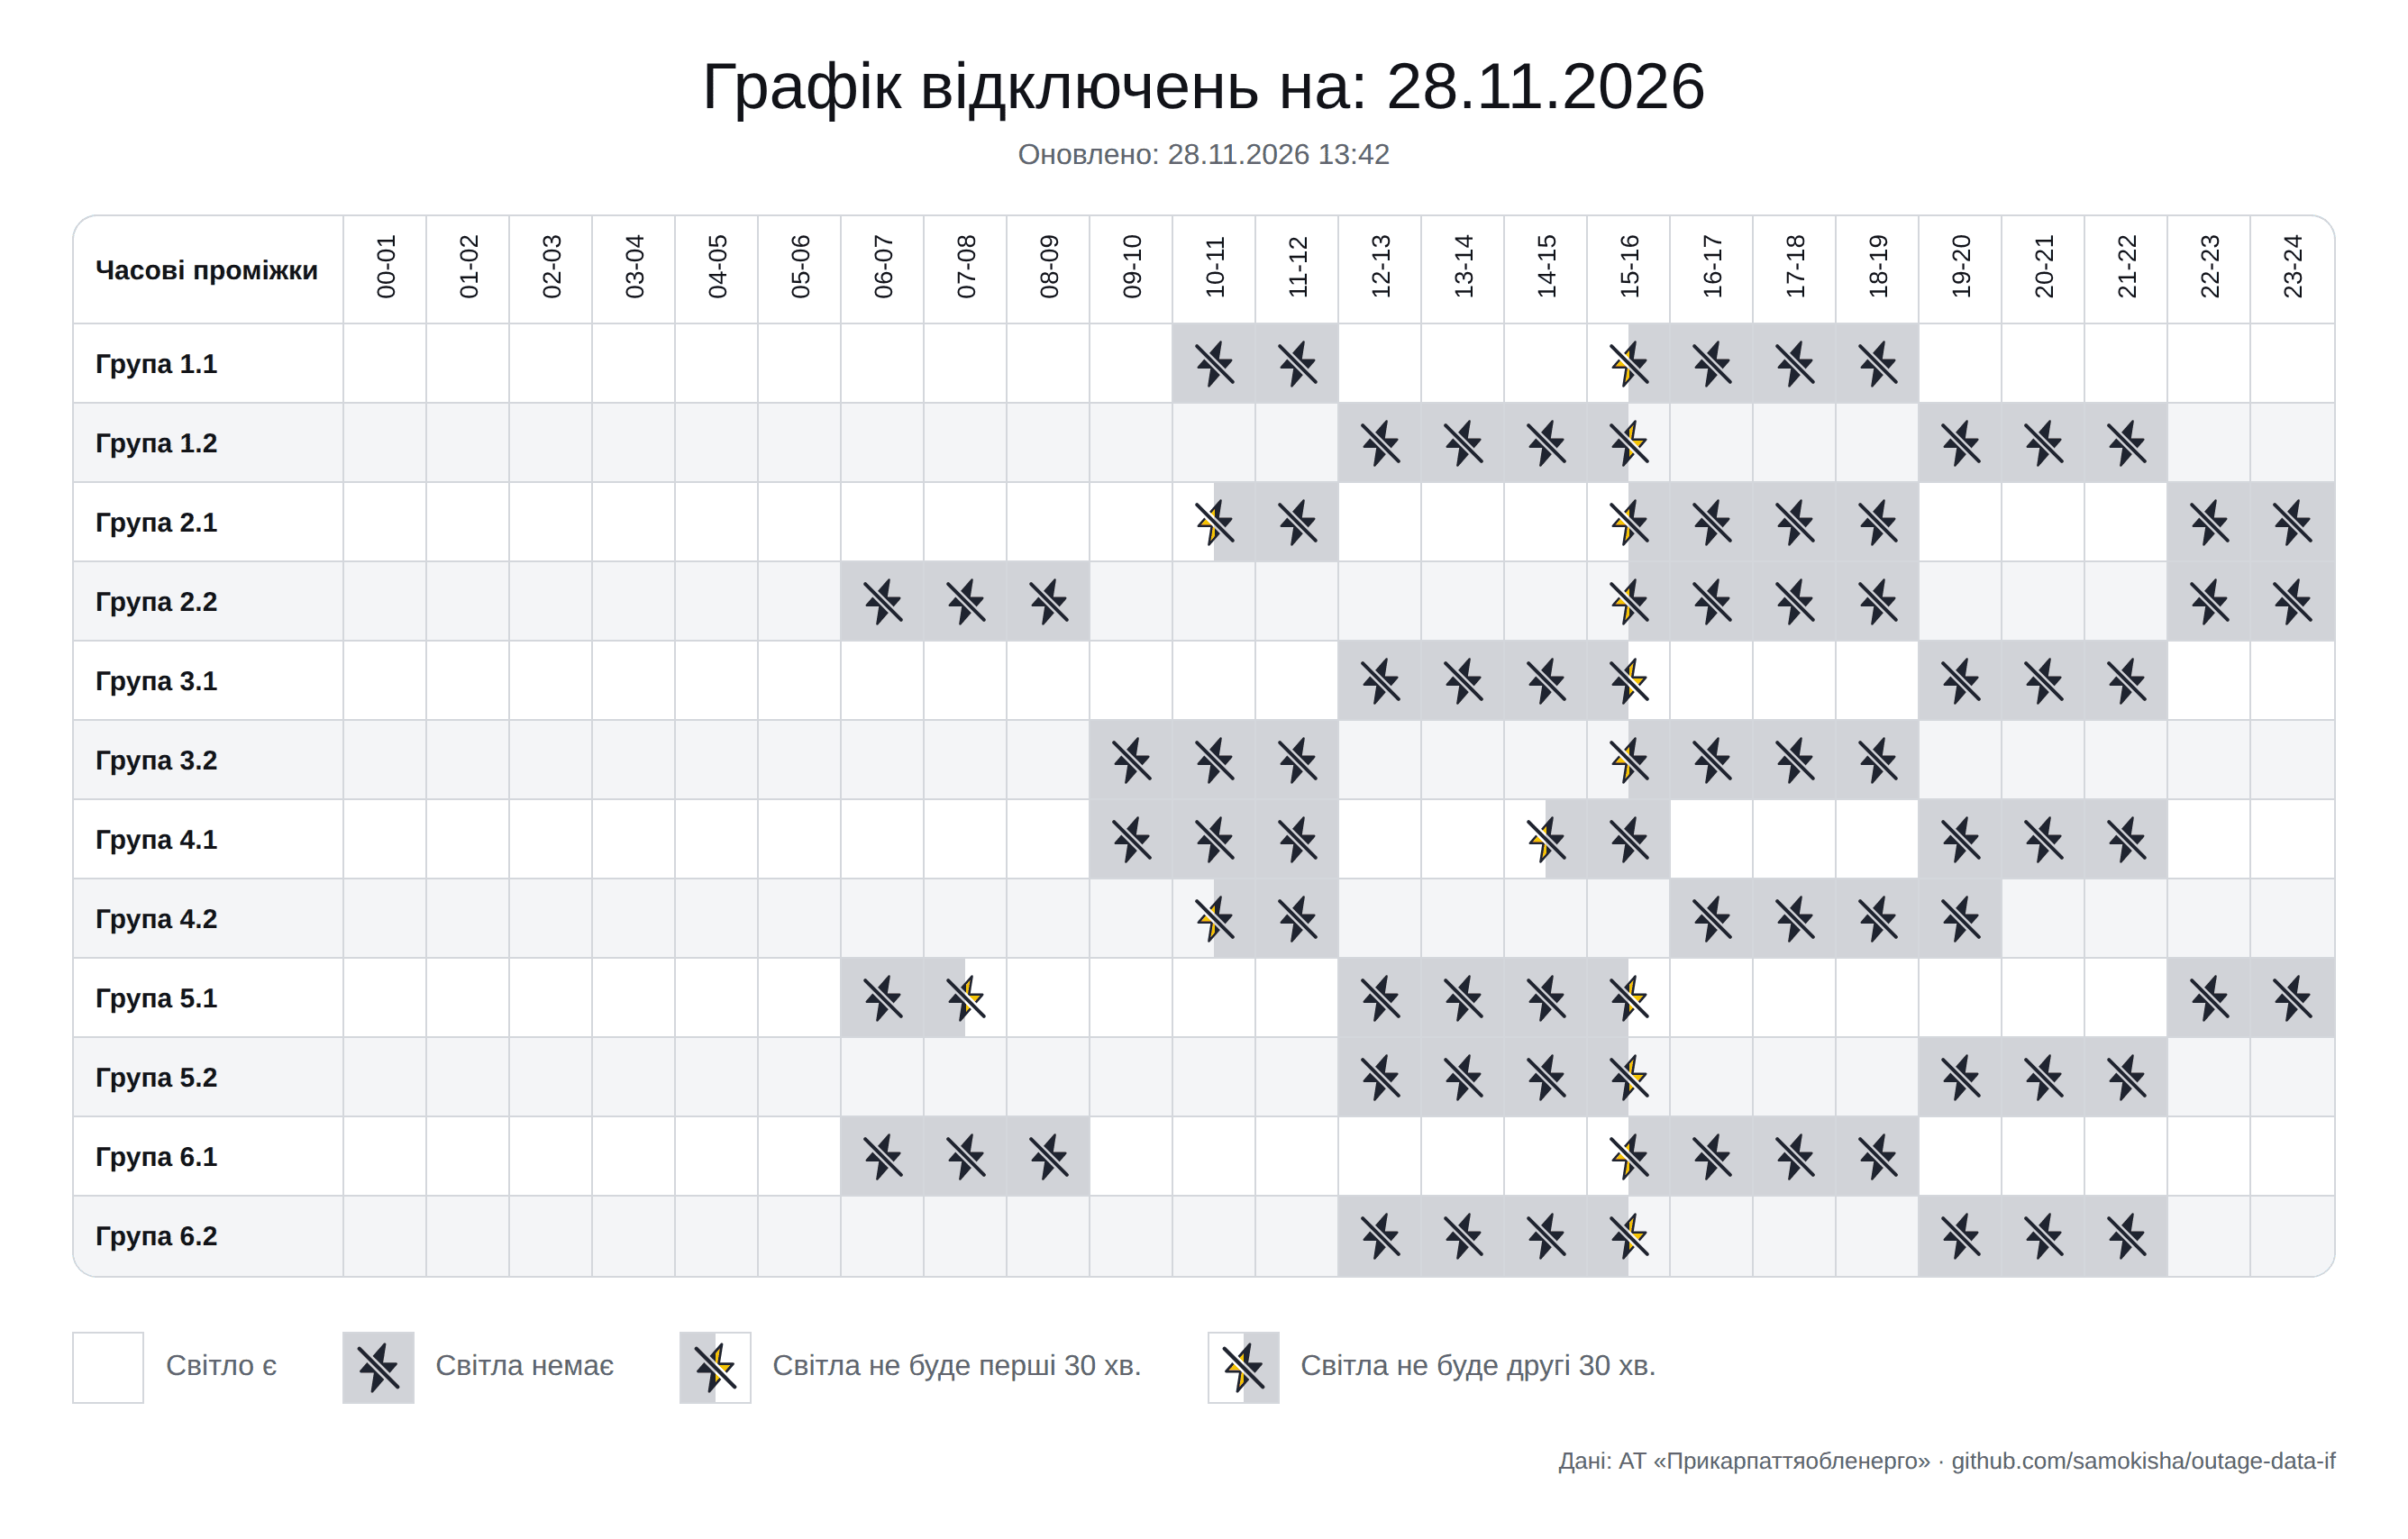 Графік відключень на: 28.11.2026
Оновлено: 28.11.2026 13:42
Часові проміжки 00-01 01-02 02-03 03-04 04-05 05-06 06-07 07-08 08-09 09-10 10-11 11-12 12-13 13-14 14-15 15-16 16-17 17-18 18-19 19-20 20-21 21-22 22-23 23-24
Група 1.1
Група 1.2
Група 2.1
Група 2.2
Група 3.1
Група 3.2
Група 4.1
Група 4.2
Група 5.1
Група 5.2
Група 6.1
Група 6.2
Світло є Світла немає Світла не буде перші 30 хв. Світла не буде другі 30 хв.
Дані: АТ «Прикарпаттяобленерго» · github.com/samokisha/outage-data-if